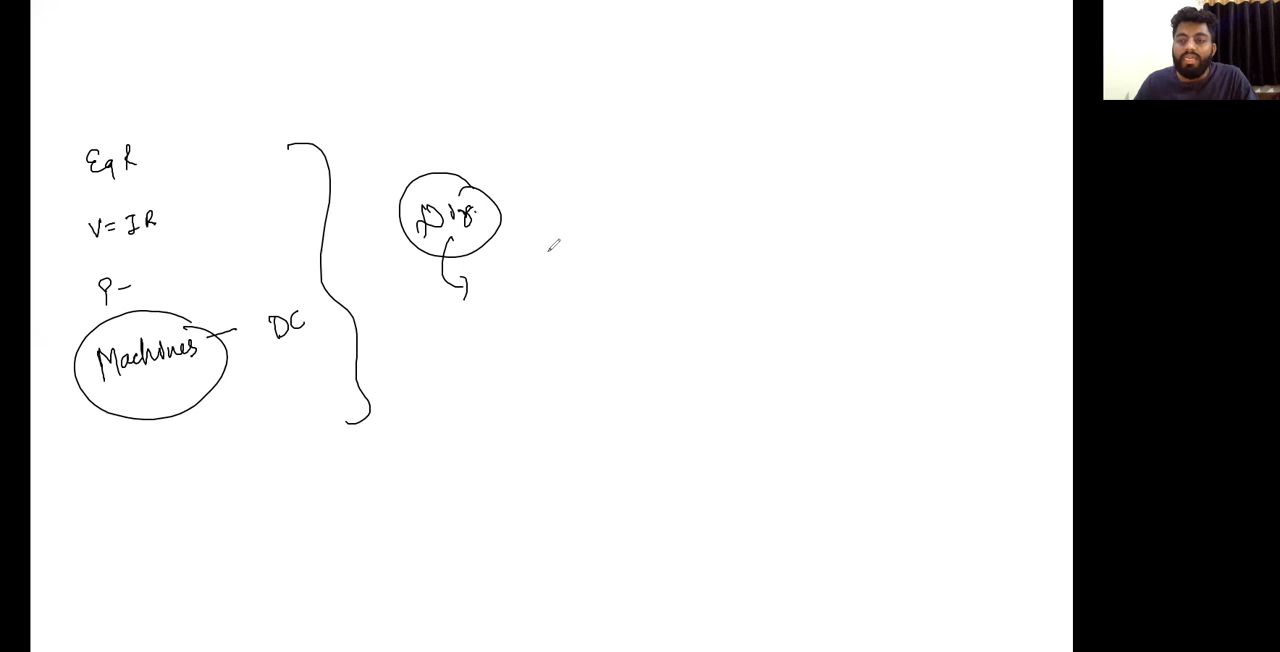 Eq R
V = IR
P -
Machines - DC